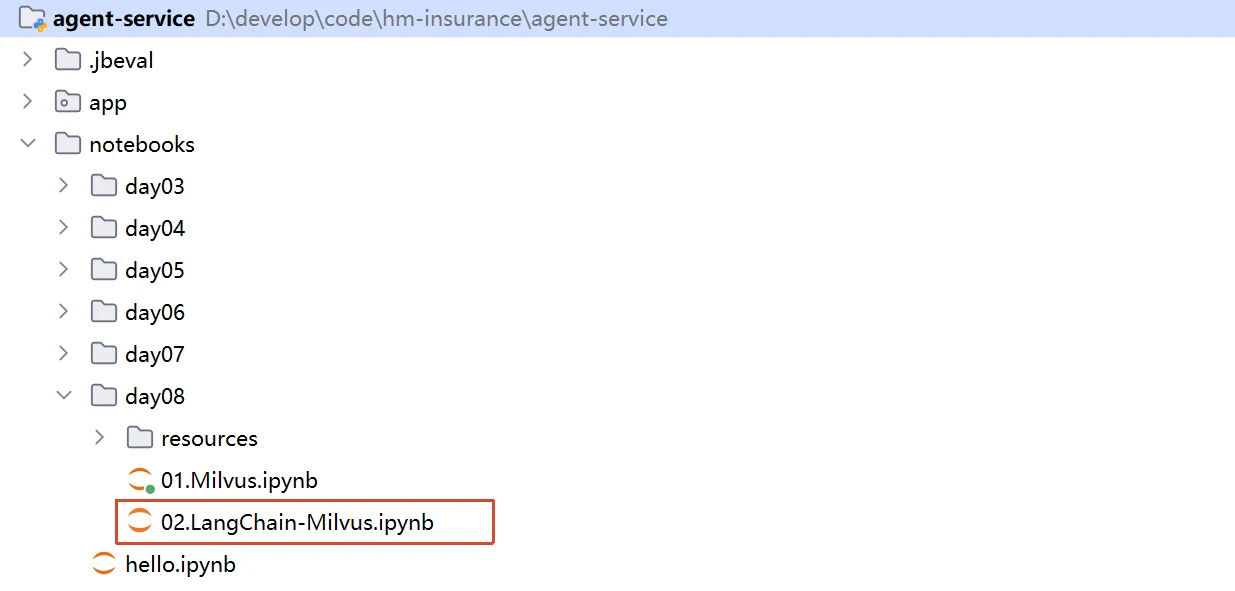 agent-service D:\develop\code\hm-insurance\agent-service
.jbeval
app
notebooks
day03
day04
day05
day06
day07
day08
resources
01.Milvus.ipynb
02.LangChain-Milvus.ipynb
hello.ipynb